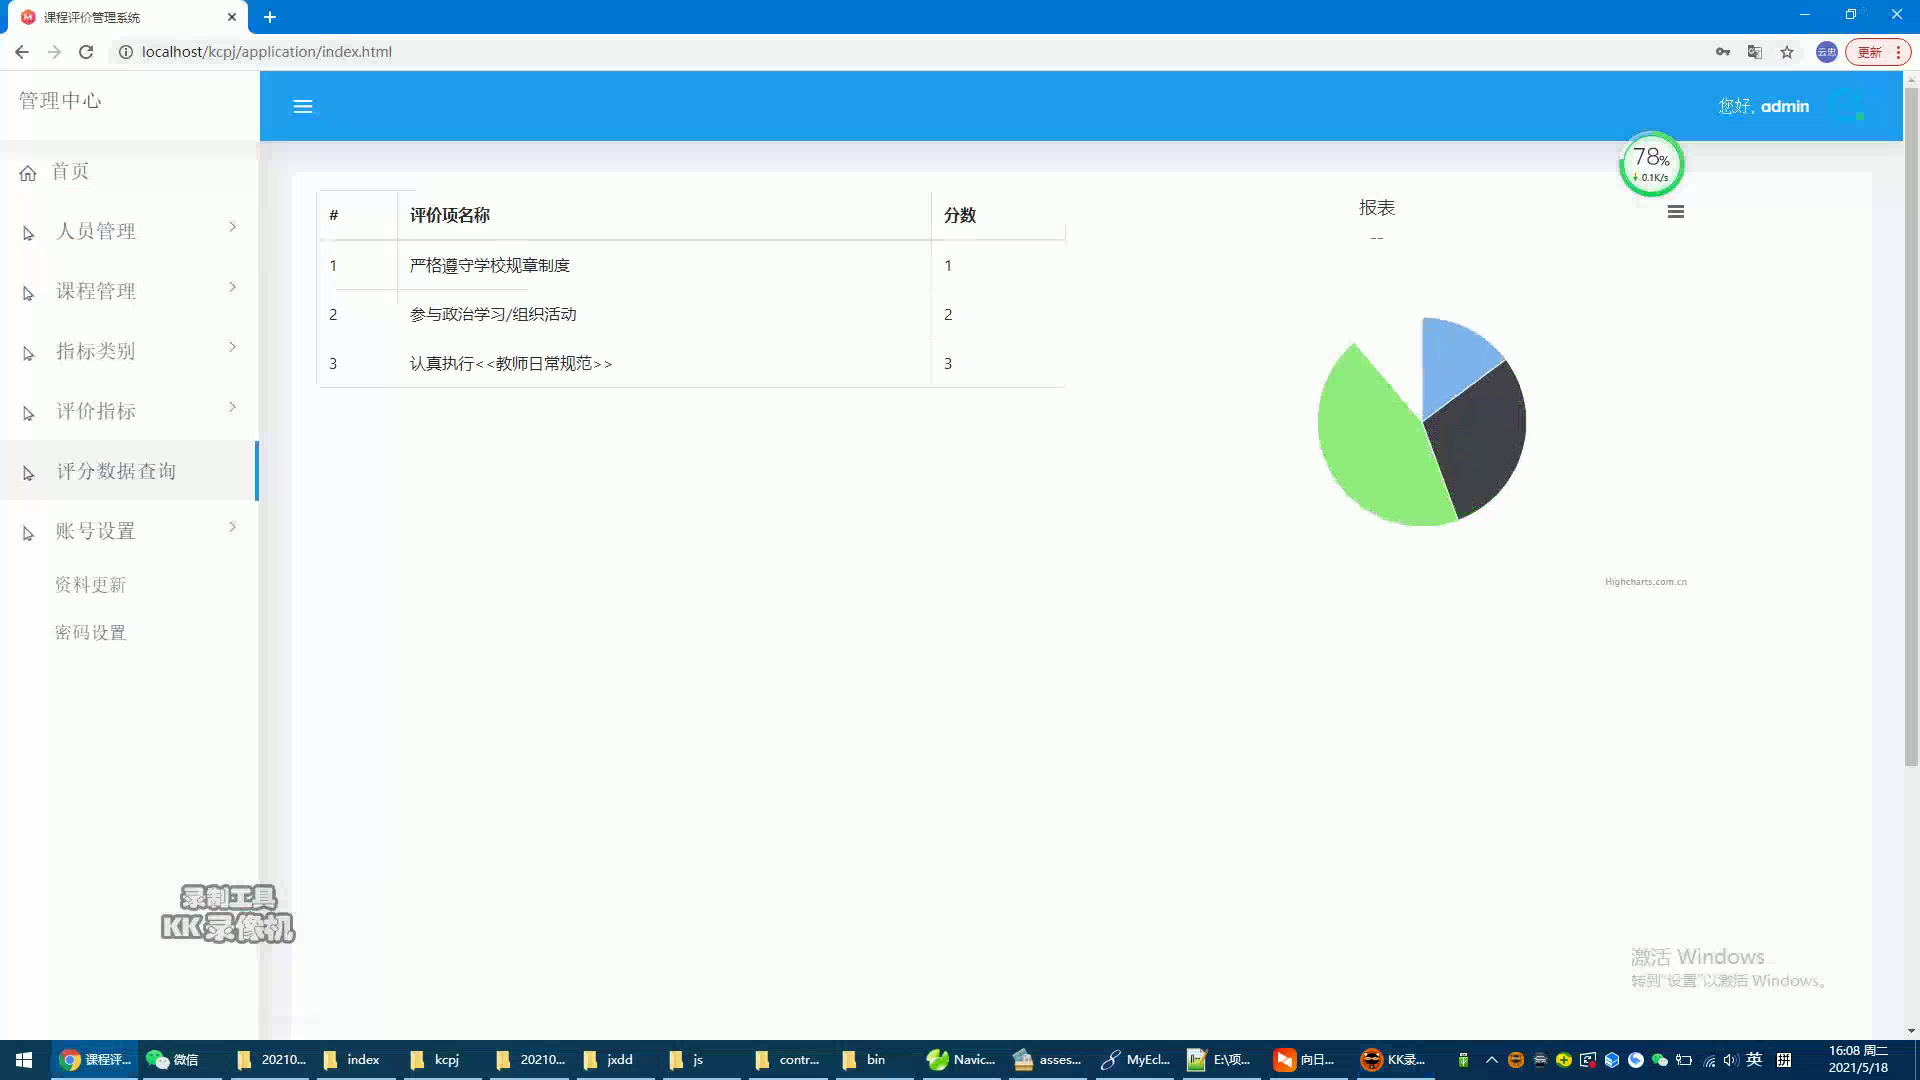 课程评价管理系统
localhost/kcpj/application/index.html
云忠
更新
管理中心
您好, admin
78%
0.1K/s
首页
人员管理
课程管理
指标类别
评价指标
评分数据查询
账号设置
资料更新
密码设置
# 评价项名称 分数
1 严格遵守学校规章制度 1
2 参与政治学习/组织活动 2
3 认真执行<<教师日常规范>> 3
报表
--
Highcharts.com.cn
录制工具
KK录像机
激活 Windows
转到"设置"以激活 Windows。
课程评... 微信 20210... index kcpj 20210... jxdd js contr... bin Navic... asses... MyEcl... E:\项... 向日... KK录... 英 拼
16:08 周二
2021/5/18